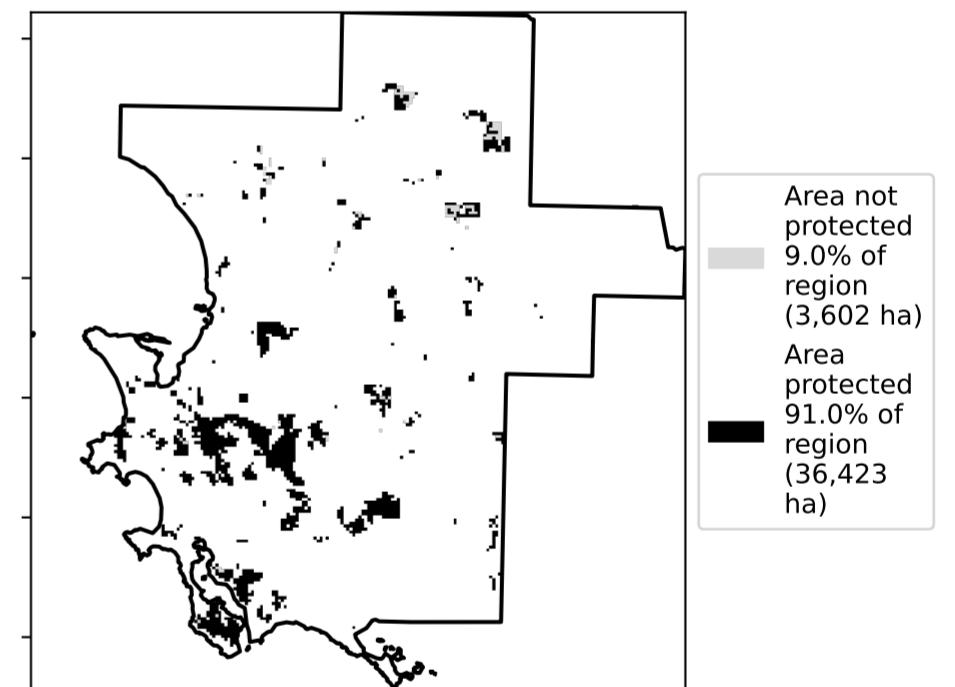 Area not
protected
9.0% of
region
(3,602 ha)
Area
protected
91.0% of
region
(36,423
ha)